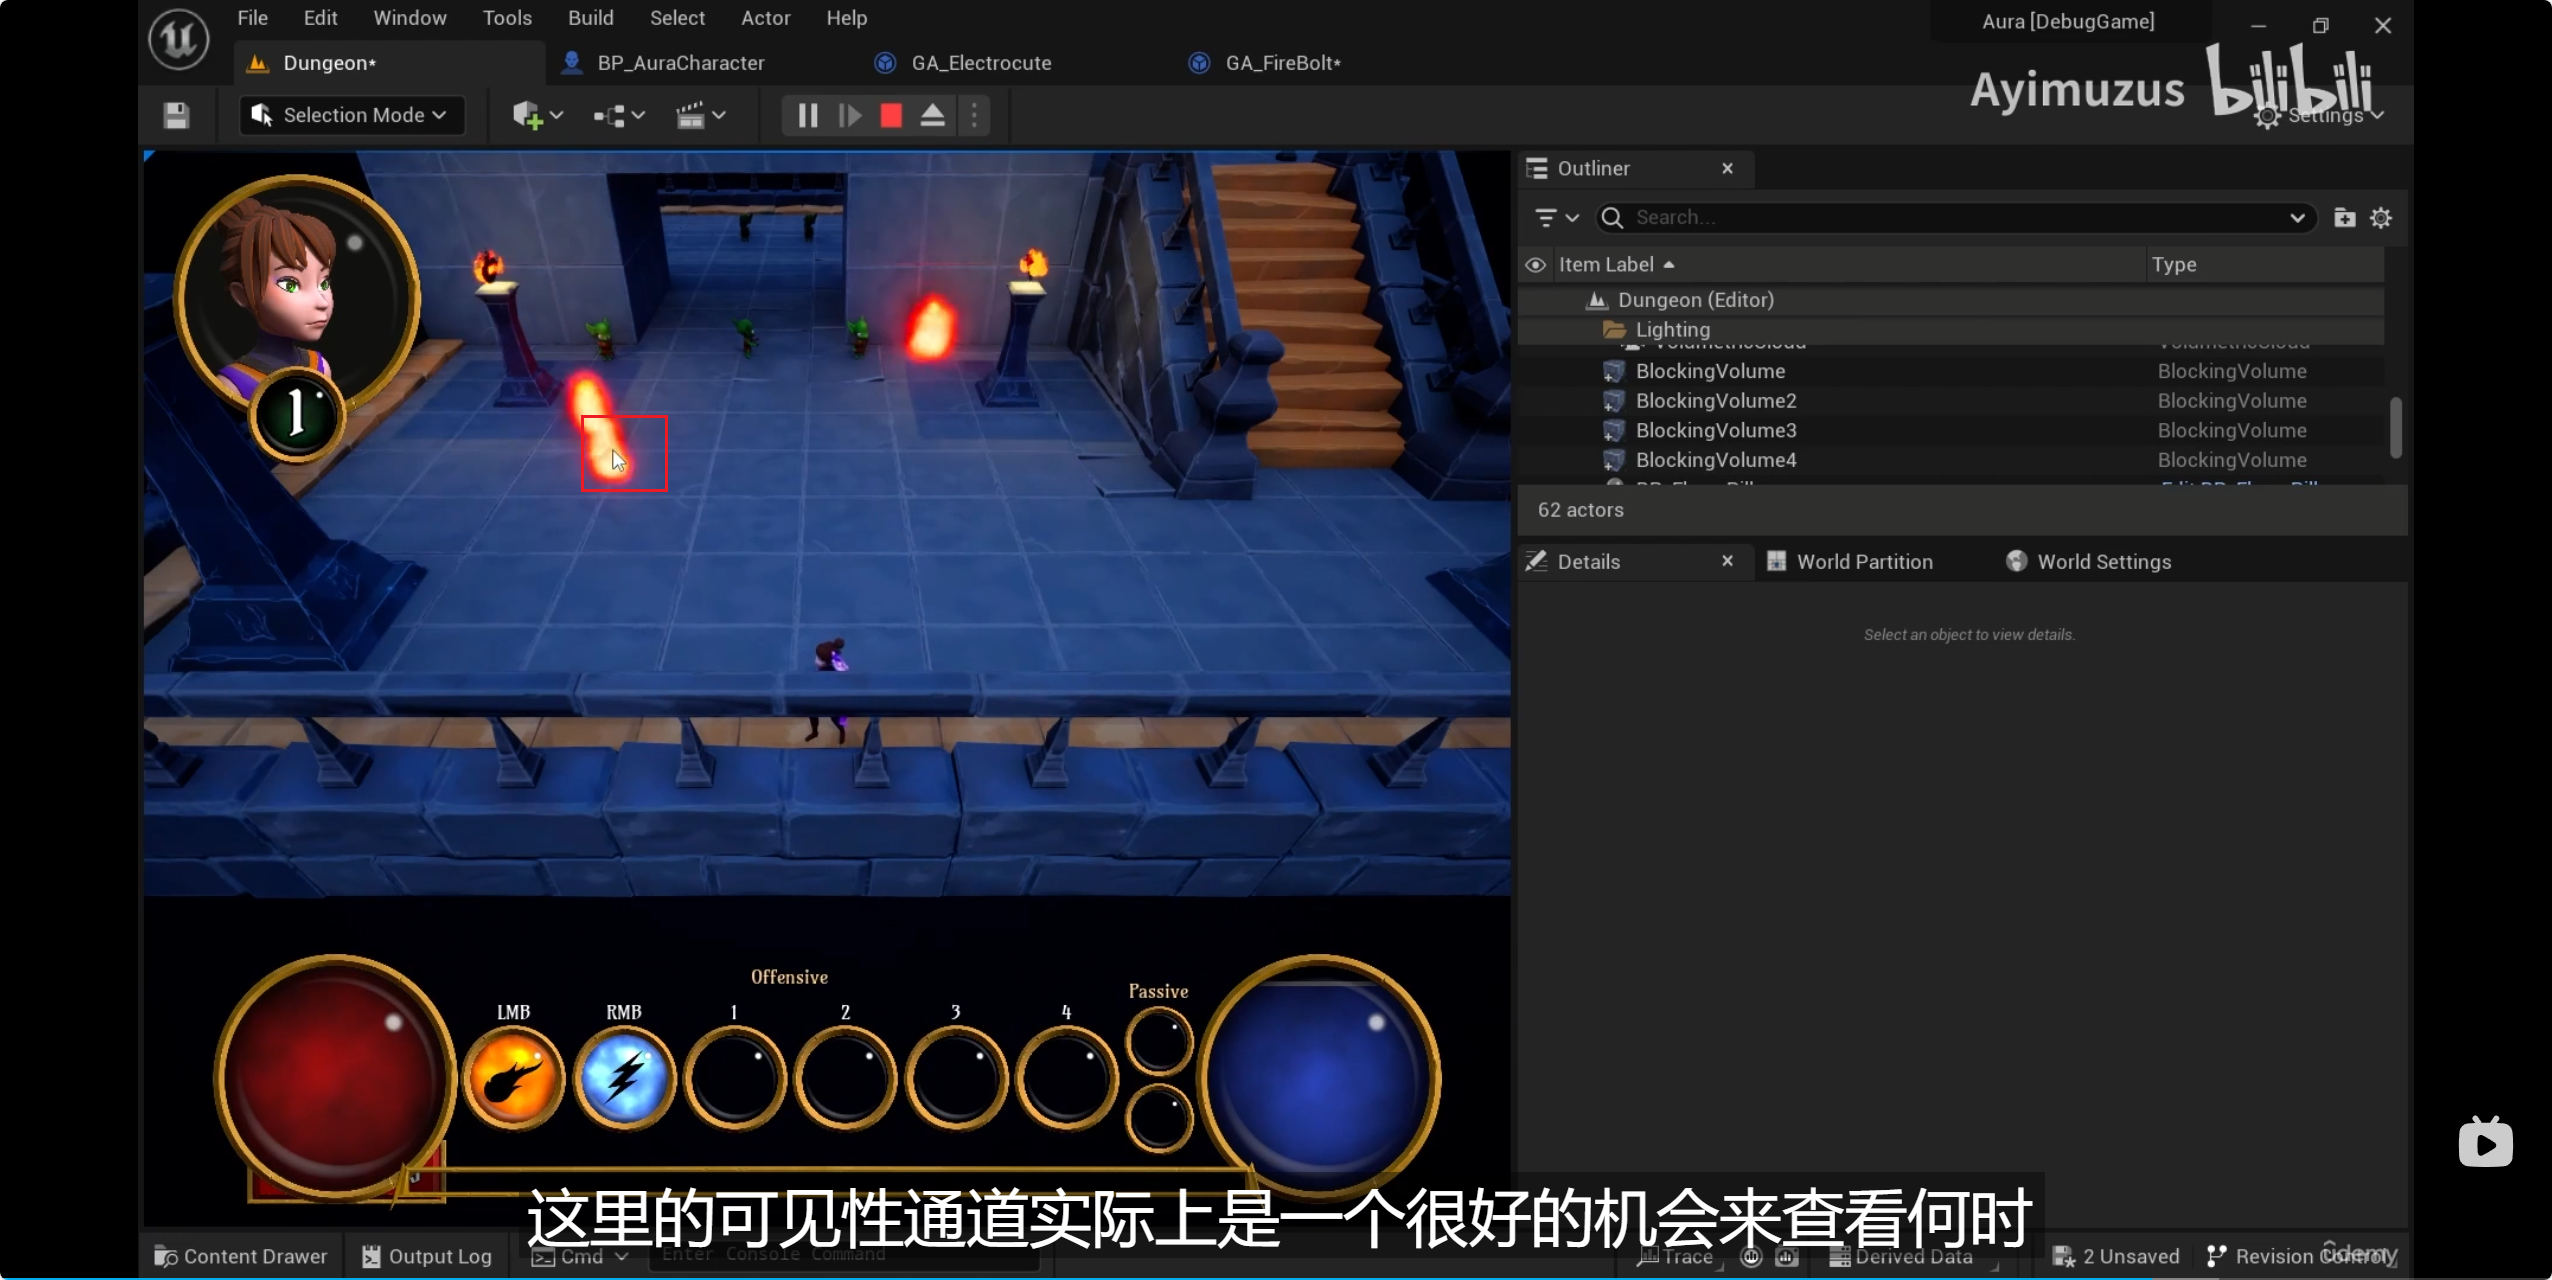 File Edit Window Tools Build Select Actor Help
Aura [DebugGame]
Dungeon* BP_AuraCharacter GA_Electrocute GA_FireBolt*
Ayimuzus bilibili
Selection Mode
Settings
Outliner
Search...
Item Label Type
Dungeon (Editor)
Lighting
VolumetricCloud VolumetricCloud
BlockingVolume BlockingVolume
BlockingVolume2 BlockingVolume
BlockingVolume3 BlockingVolume
BlockingVolume4 BlockingVolume
62 actors
Details World Partition World Settings
Select an object to view details.
1
Offensive
Passive
LMB RMB 1 2 3 4
这里的可见性通道实际上是一个很好的机会来查看何时
Content Drawer Output Log Cmd Enter Console Command
Trace Derived Data 2 Unsaved Revision Control
ûdemy